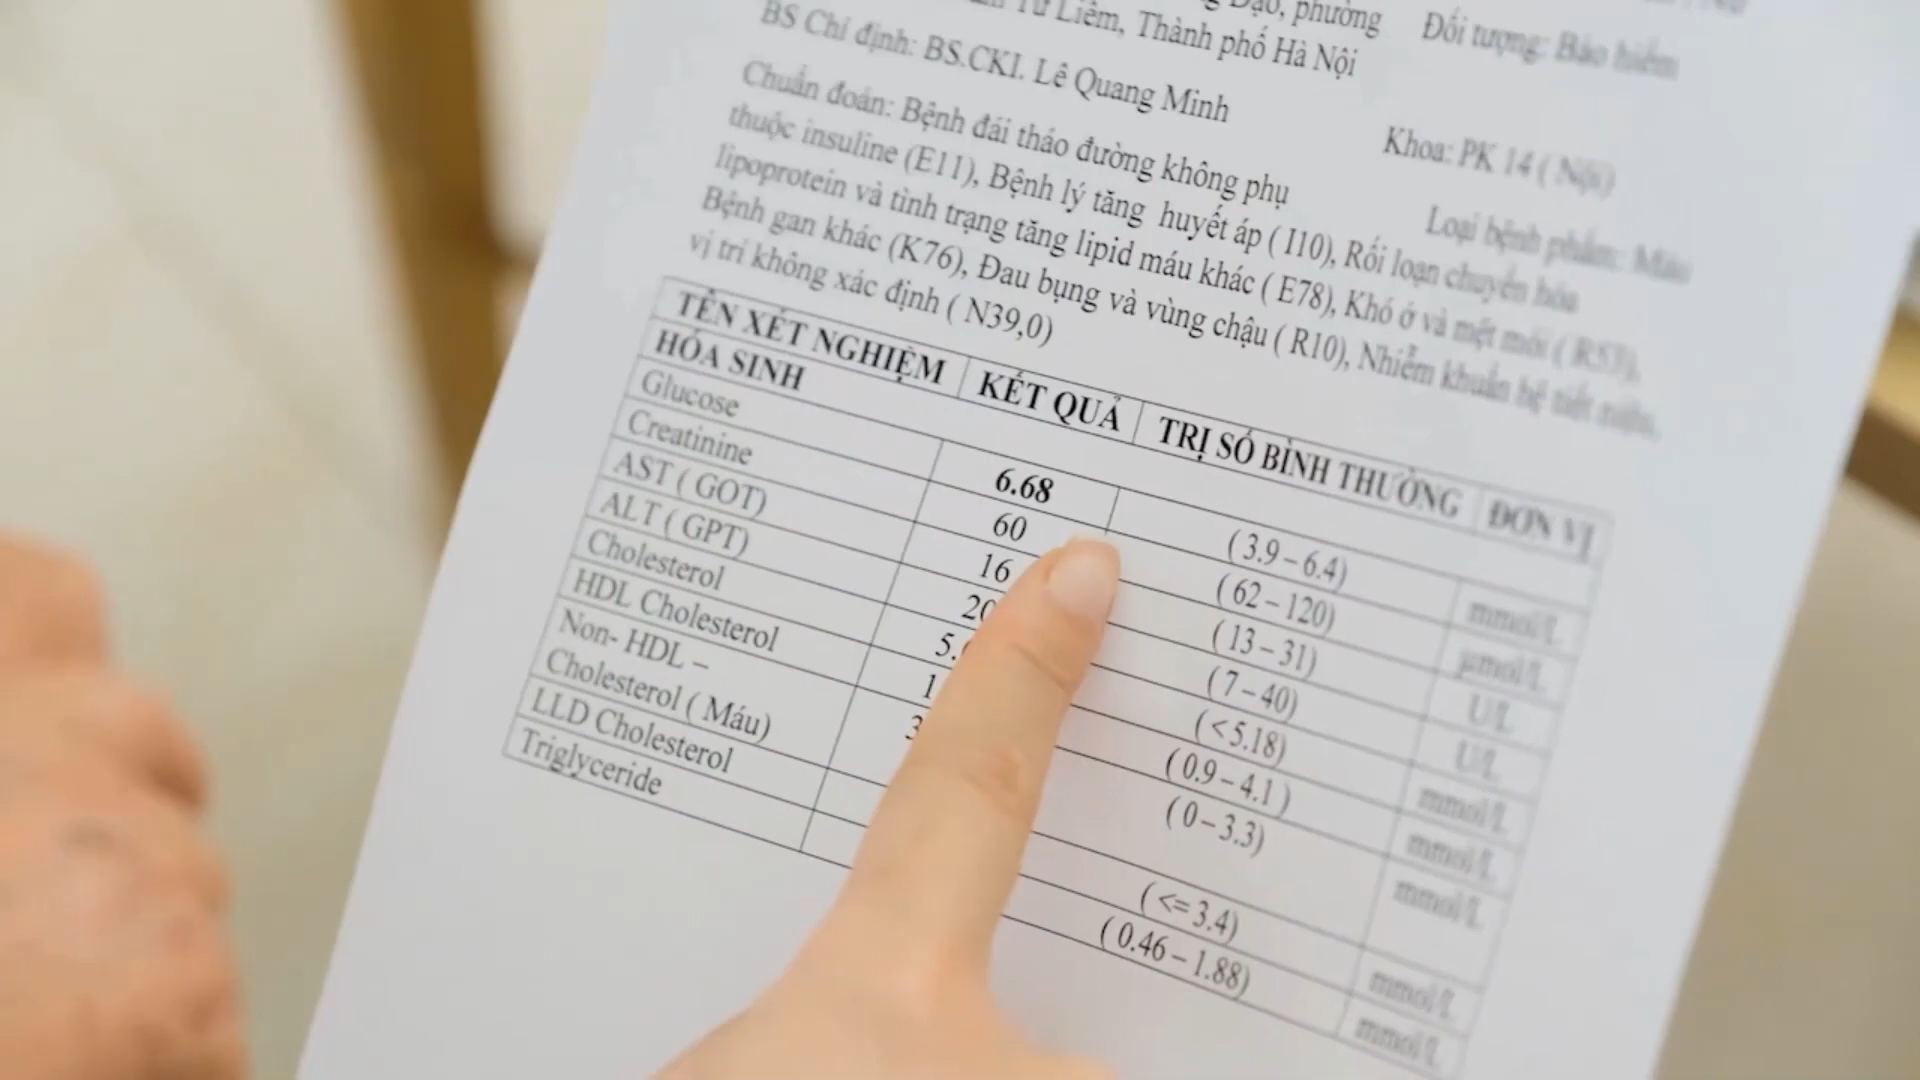 Đạo, phường
Từ Liêm, Thành phố Hà Nội
Đối tượng: Bảo hiểm
BS Chỉ định: BS.CKI. Lê Quang Minh
Khoa: PK 14 ( Nội)
Loại bệnh phẩm: Máu
Chuẩn đoán: Bệnh đái tháo đường không phụ
thuộc insuline (E11), Bệnh lý tăng huyết áp ( I10), Rối loạn chuyển hóa
lipoprotein và tình trạng tăng lipid máu khác ( E78), Khó ở và mệt mỏi ( R53),
Bệnh gan khác (K76), Đau bụng và vùng chậu ( R10), Nhiễm khuẩn hệ tiết niệu,
vị trí không xác định ( N39,0)
TÊN XÉT NGHIỆM KẾT QUẢ TRỊ SỐ BÌNH THƯỜNG ĐƠN VỊ
HÓA SINH
Glucose 6.68 ( 3.9 – 6.4) mmol/L
Creatinine 60 ( 62 – 120) µmol/L
AST ( GOT) 16 ( 13 – 31) U/L
ALT ( GPT) 20 ( 7 – 40) U/L
Cholesterol 5. ( < 5.18) mmol/L
HDL Cholesterol 1 ( 0.9 – 4.1 ) mmol/L
Non- HDL – 3 ( 0 – 3.3) mmol/L
Cholesterol ( Máu)
LLD Cholesterol ( <= 3.4) mmol/L
Triglyceride ( 0.46 – 1.88) mmol/L